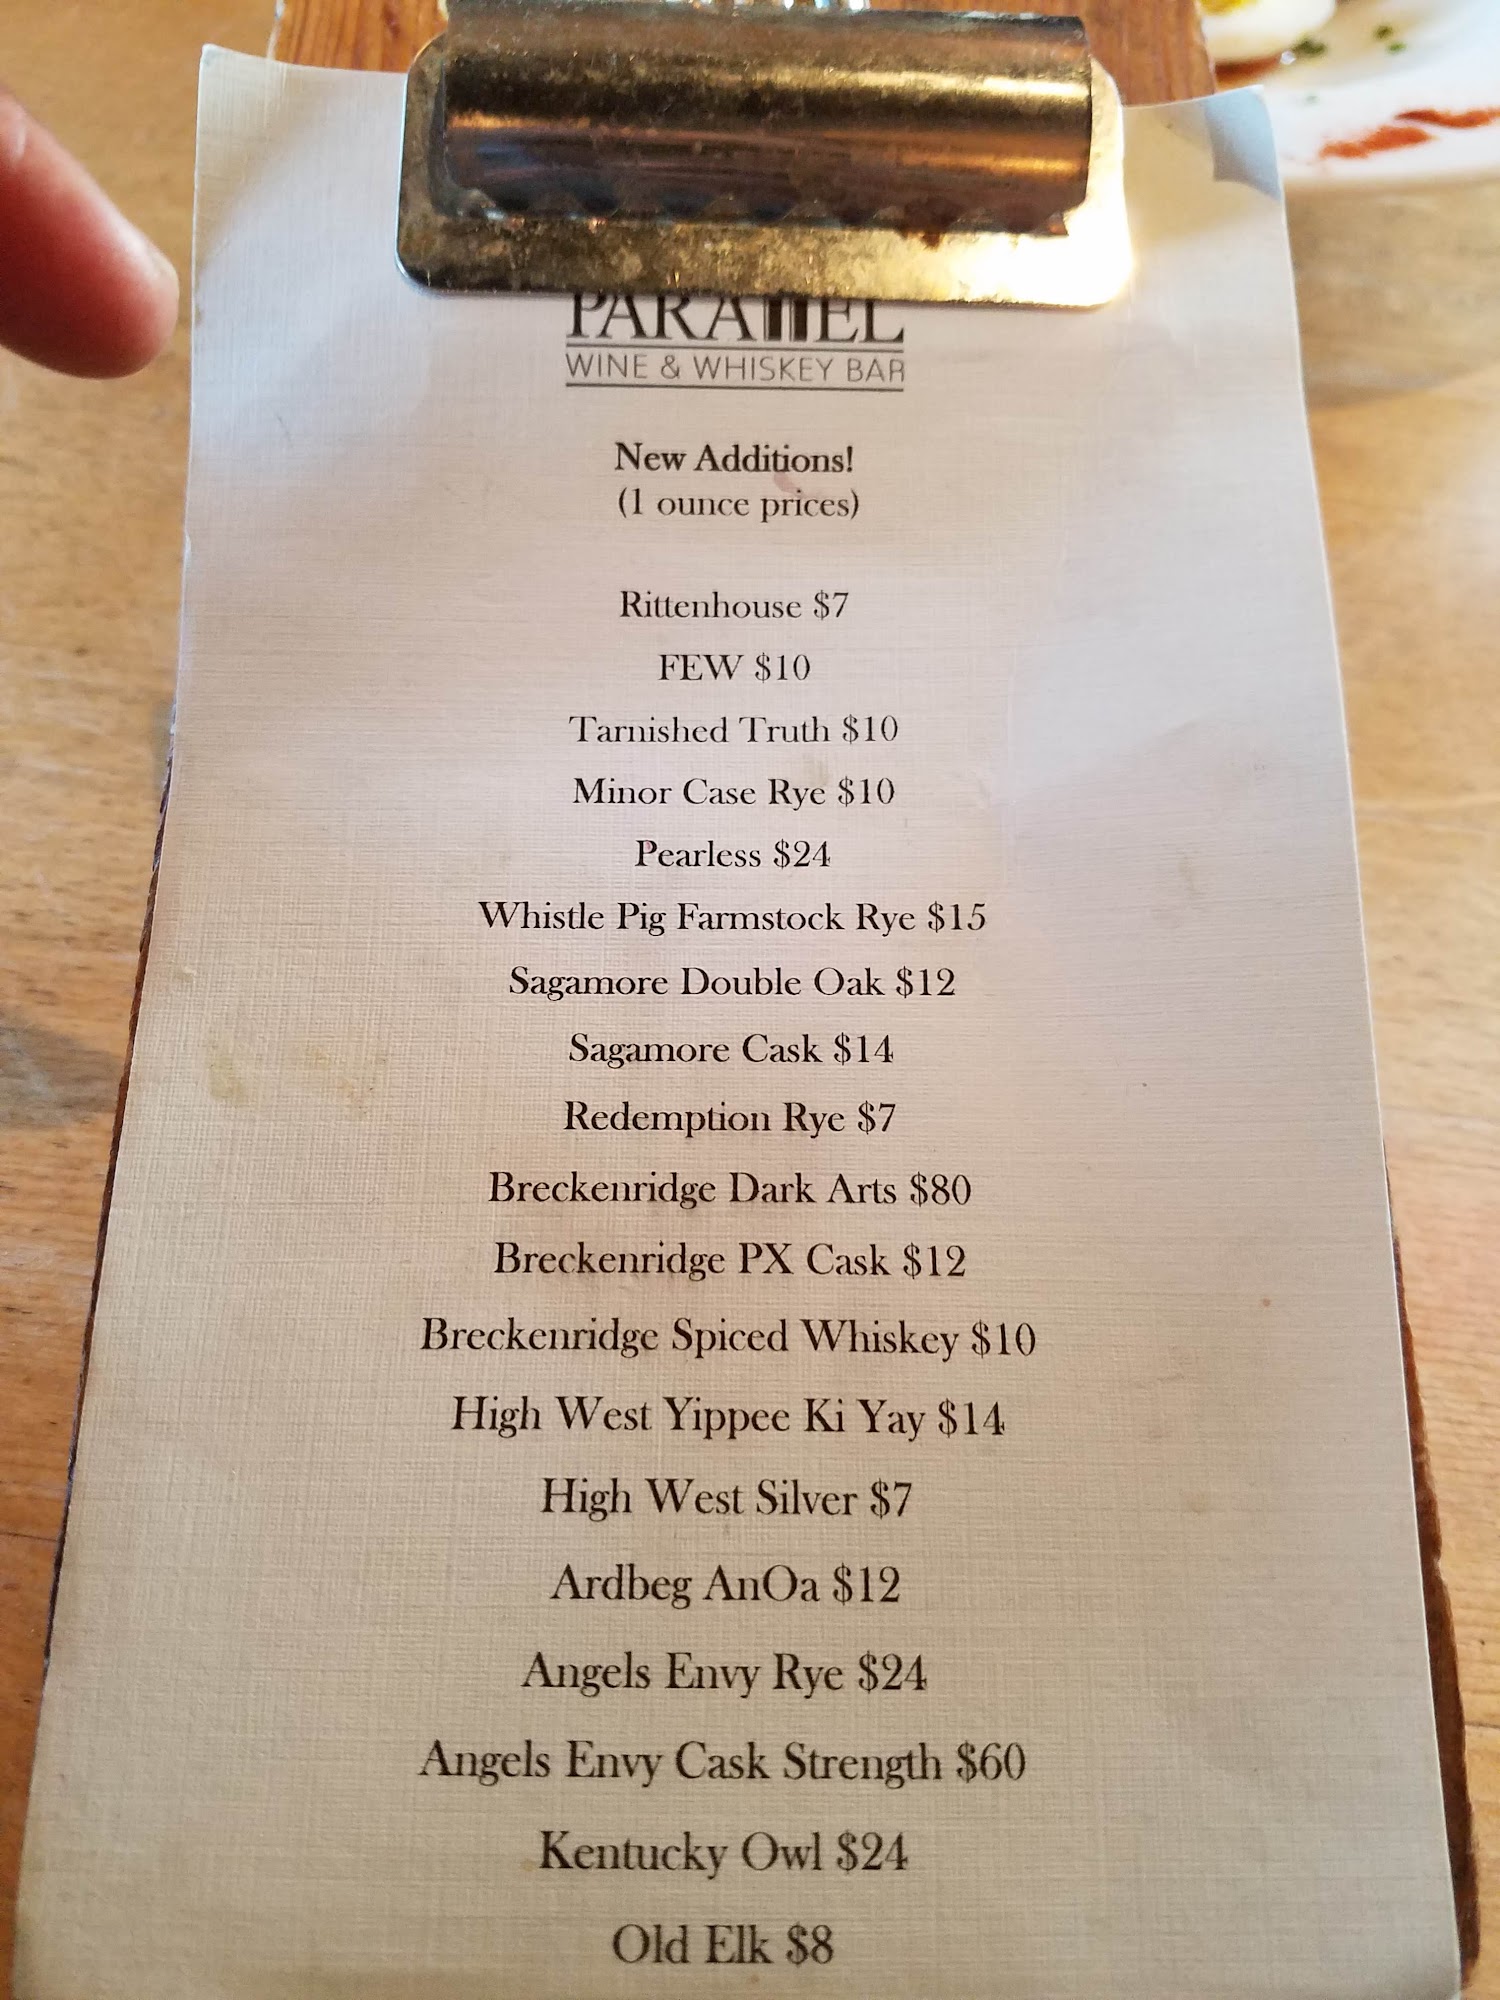 PARALLEL
WINE & WHISKEY BAR
New Additions!
(1 ounce prices)
Rittenhouse $7
FEW $10
Tarnished Truth $10
Minor Case Rye $10
Pearless $24
Whistle Pig Farmstock Rye $15
Sagamore Double Oak $12
Sagamore Cask $14
Redemption Rye $7
Breckenridge Dark Arts $80
Breckenridge PX Cask $12
Breckenridge Spiced Whiskey $10
High West Yippee Ki Yay $14
High West Silver $7
Ardbeg AnOa $12
Angels Envy Rye $24
Angels Envy Cask Strength $60
Kentucky Owl $24
Old Elk $8